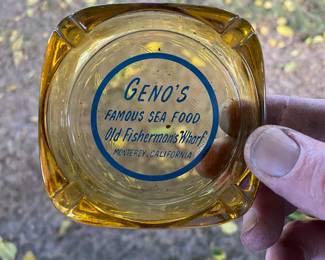 GENO'S
FAMOUS SEA FOOD
Old Fisherman's Wharf
MONTEREY, CALIFORNIA